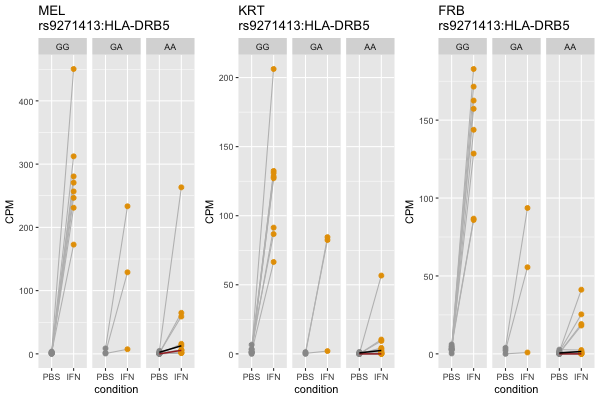 MEL
rs9271413:HLA-DRB5
GG GA AA
CPM
400
300
200
100
0
PBS IFN PBS IFN PBS IFN
condition
KRT
rs9271413:HLA-DRB5
GG GA AA
CPM
200
150
100
50
0
PBS IFN PBS IFN PBS IFN
condition
FRB
rs9271413:HLA-DRB5
GG GA AA
CPM
150
100
50
0
PBS IFN PBS IFN PBS IFN
condition